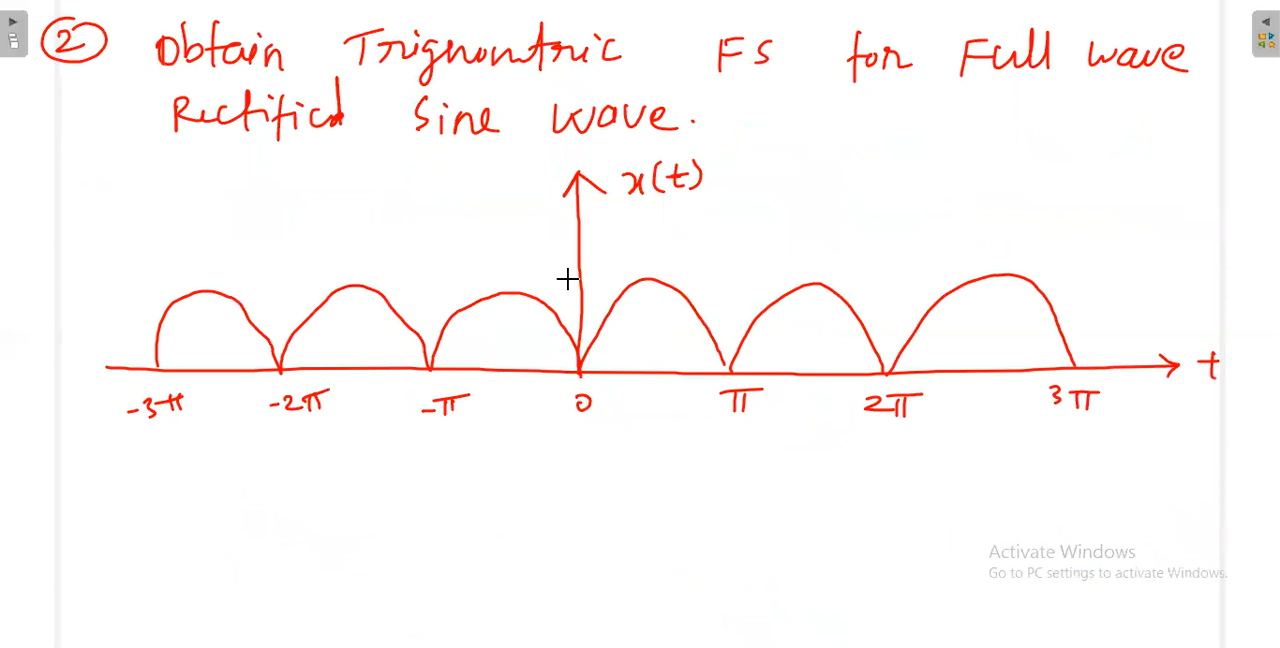 ② Obtain Trignomtric FS for Full wave
Rectified Sine wave.
x(t)
t
-3π -2π -π 0 π 2π 3π
Activate Windows
Go to PC settings to activate Windows.